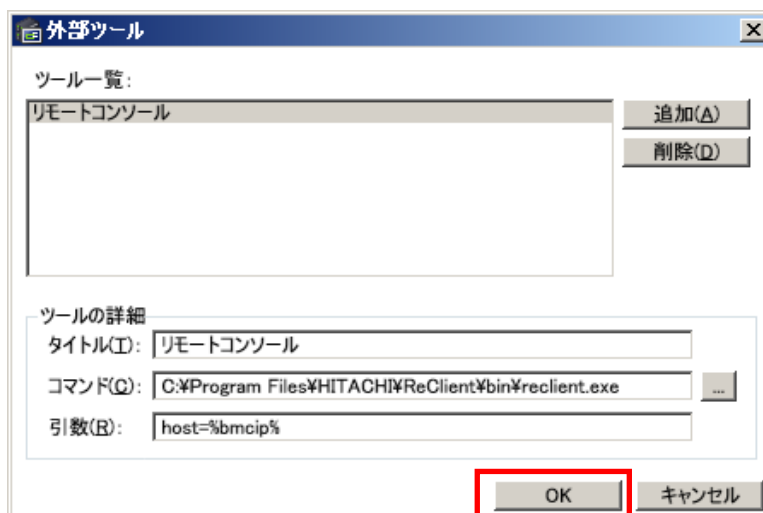 外部ツール
ツール一覧:
リモートコンソール
追加(A)
削除(D)
ツールの詳細
タイトル(T): リモートコンソール
コマンド(C): C:¥Program Files¥HITACHI¥ReClient¥bin¥reclient.exe ...
引数(R): host=%bmcip%
OK キャンセル